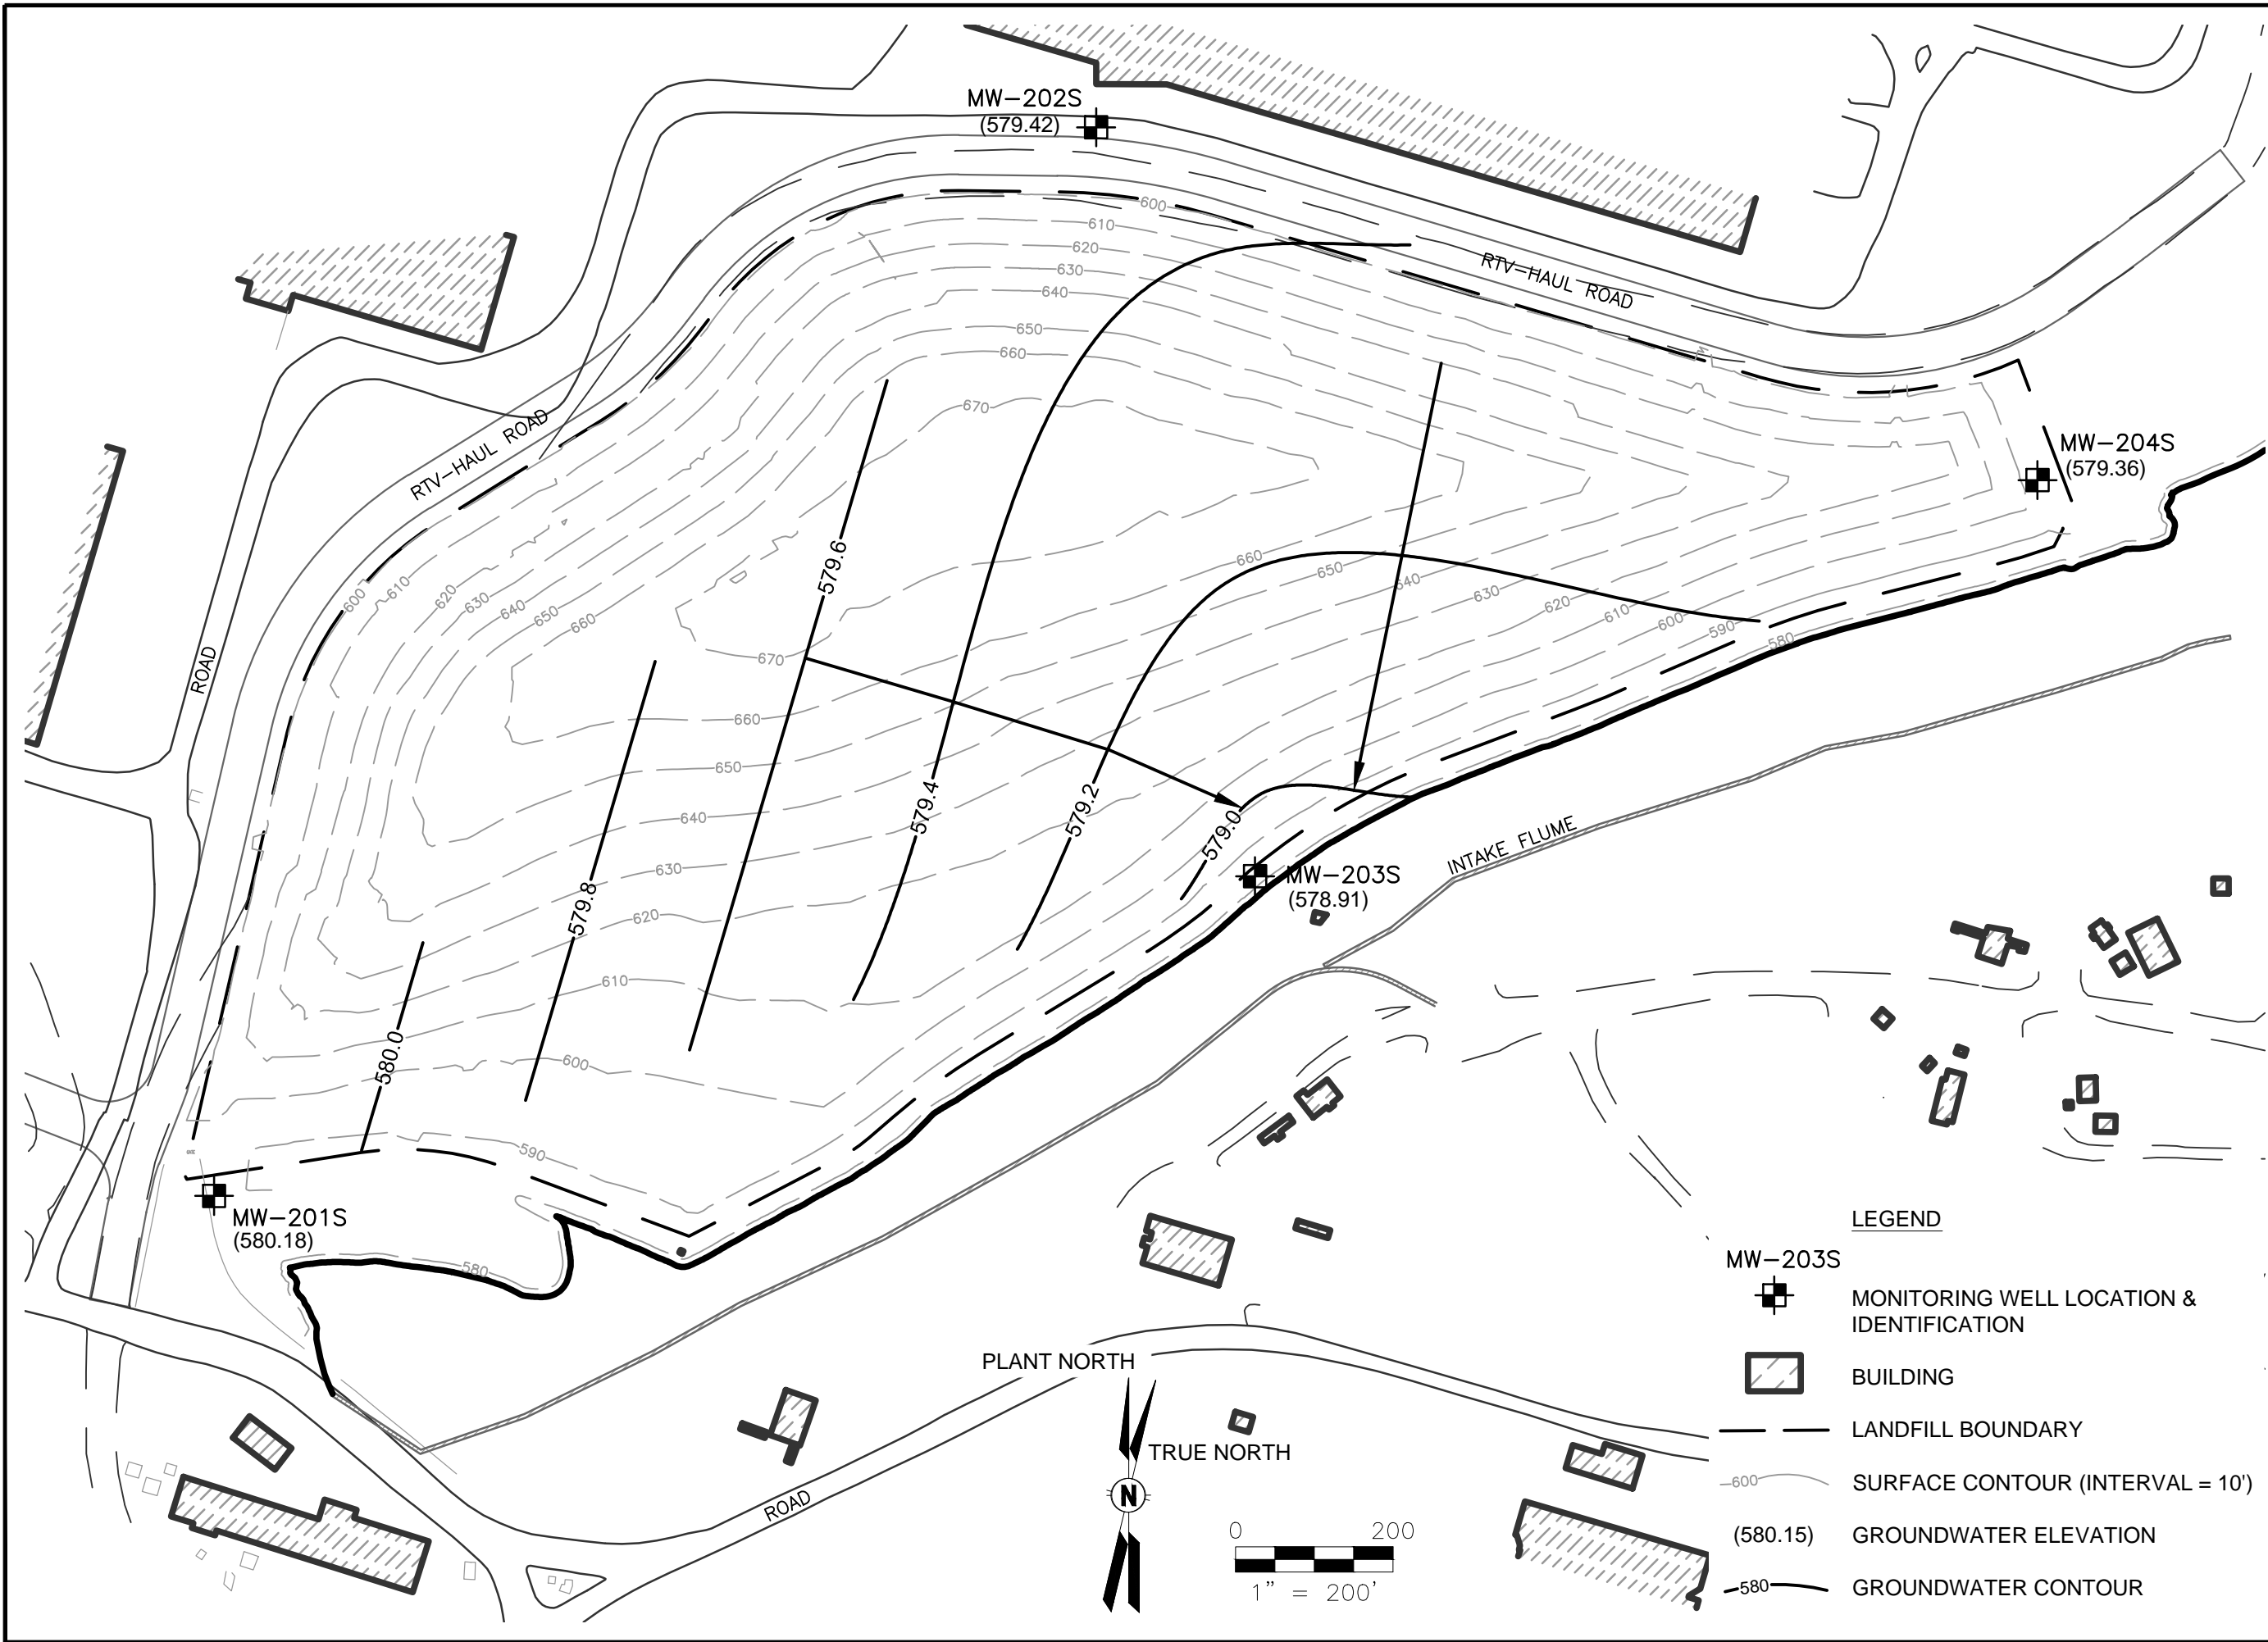 MW-202S
(579.42)
600
610
620
630
640
650
660
670
RTV-HAUL ROAD
RTV-HAUL ROAD
MW-204S
(579.36)
579.6
600
610
620
630
640
650
660
660
650
640
630
620
610
600
590
580
ROAD
670
660
650
640
630
620
610
600
590
580
579.4
579.2
579.0
579.8
580.0
INTAKE FLUME
MW-203S
(578.91)
MW-201S
(580.18)
PLANT NORTH
TRUE NORTH
N
ROAD
0 200
1" = 200'
LEGEND
MW-203S
MONITORING WELL LOCATION &
IDENTIFICATION
BUILDING
LANDFILL BOUNDARY
600 SURFACE CONTOUR (INTERVAL = 10')
(580.15) GROUNDWATER ELEVATION
580 GROUNDWATER CONTOUR